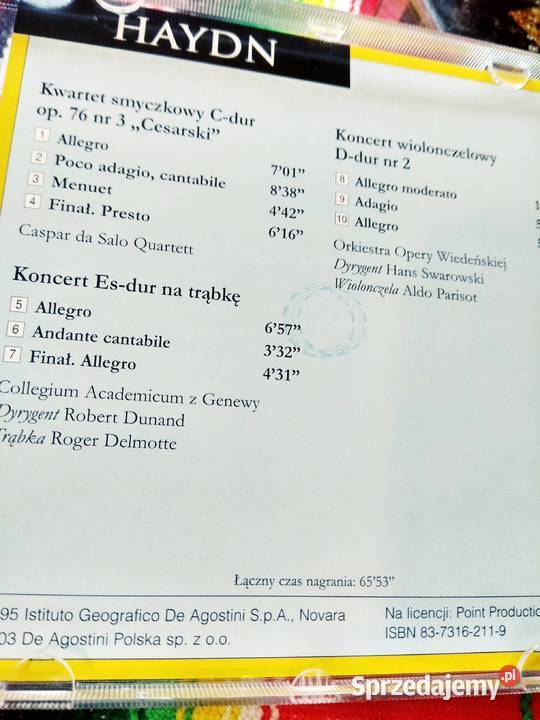 HAYDN
Kwartet smyczkowy C-dur
op. 76 nr 3 „Cesarski”
1 Allegro 7’01”
2 Poco adagio, cantabile 8’38”
3 Menuet 4’42”
4 Finał. Presto 6’16”
Caspar da Salo Quartett
Koncert Es-dur na trąbkę
5 Allegro 6’57”
6 Andante cantabile 3’32”
7 Finał. Allegro 4’31”
Collegium Academicum z Genewy
Dyrygent Robert Dunand
Trąbka Roger Delmotte
Koncert wiolonczelowy
D-dur nr 2
8 Allegro moderato
9 Adagio
10 Allegro
Orkiestra Opery Wiedeńskiej
Dyrygent Hans Swarowski
Wiolonczela Aldo Parisot
Łączny czas nagrania: 65’53”
95 Istituto Geografico De Agostini S.p.A., Novara
03 De Agostini Polska sp. z o.o.
Na licencji: Point Productio
ISBN 83-7316-211-9
Sprzedajemy.pl